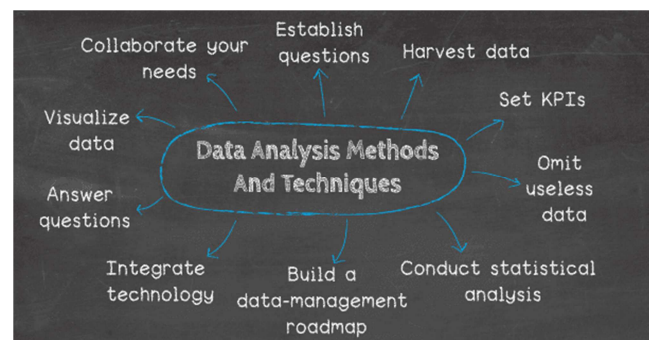 Collaborate your
needs
Establish
questions
Harvest data
Set KPIs
Omit
useless
data
Conduct statistical
analysis
Build a
data-management
roadmap
Integrate
technology
Answer
questions
Visualize
data
Data Analysis Methods
And Techniques